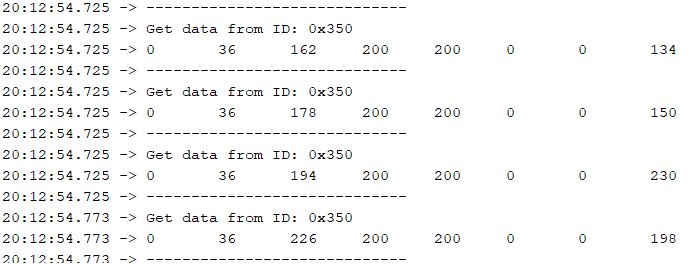 20:12:54.725 -> -----------------------------
20:12:54.725 -> Get data from ID: 0x350
20:12:54.725 -> 0 36 162 200 200 0 0 134
20:12:54.725 -> -----------------------------
20:12:54.725 -> Get data from ID: 0x350
20:12:54.725 -> 0 36 178 200 200 0 0 150
20:12:54.725 -> -----------------------------
20:12:54.725 -> Get data from ID: 0x350
20:12:54.725 -> 0 36 194 200 200 0 0 230
20:12:54.725 -> -----------------------------
20:12:54.773 -> Get data from ID: 0x350
20:12:54.773 -> 0 36 226 200 200 0 0 198
20:12:54.773 -> -----------------------------